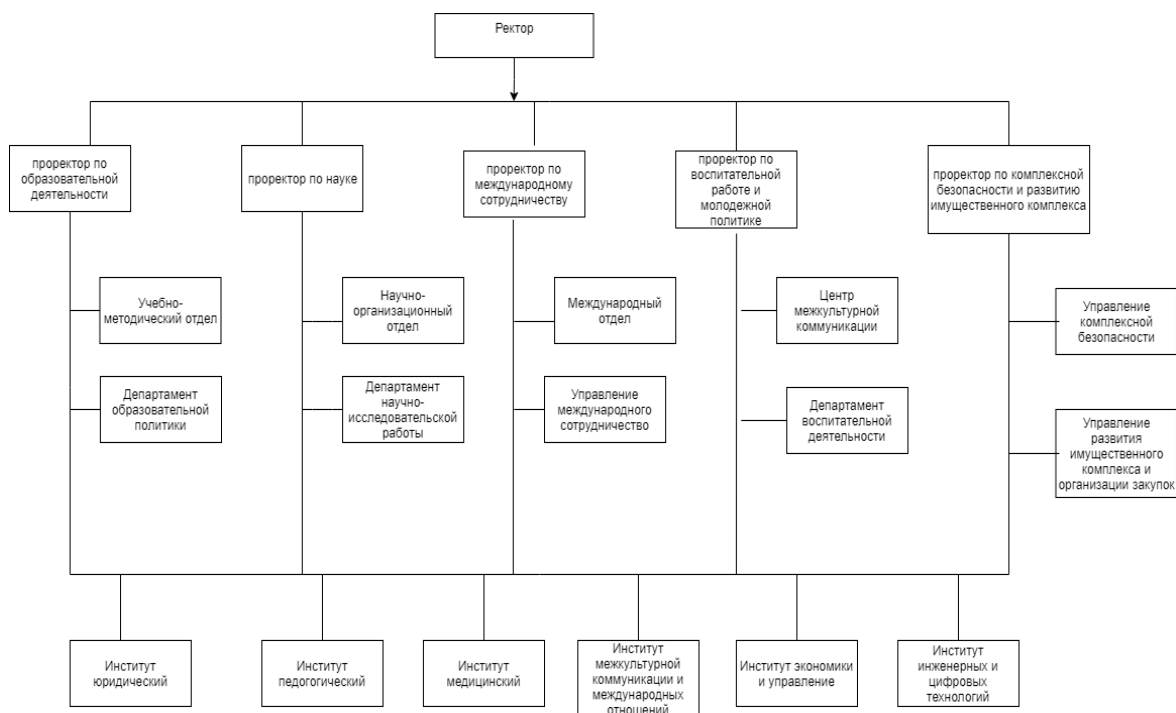 Ректор
проректор по
образовательной
деятельности
проректор по науке
проректор по
международному
сотрудничеству
проректор по
воспитательной
работе и
молодежной
политике
проректор по комплексной
безопасности и развитию
имущественного комплекса
Учебно-
методический отдел
Научно-
организационный
отдел
Международный
отдел
Центр
межкультурной
коммуникации
Управление
комплексной
безопасности
Департамент
образовательной
политики
Департамент
научно-
исследовательской
работы
Управление
международного
сотрудничество
Департамент
воспитательной
деятельности
Управление
развития
имущественного
комплекса и
организации закупок
Институт
юридический
Институт
педогогический
Институт
медицинский
Институт
межкультурной
коммуникации и
международных
отношений
Институт экономики
и управление
Институт
инженерных и
цифровых
технологий